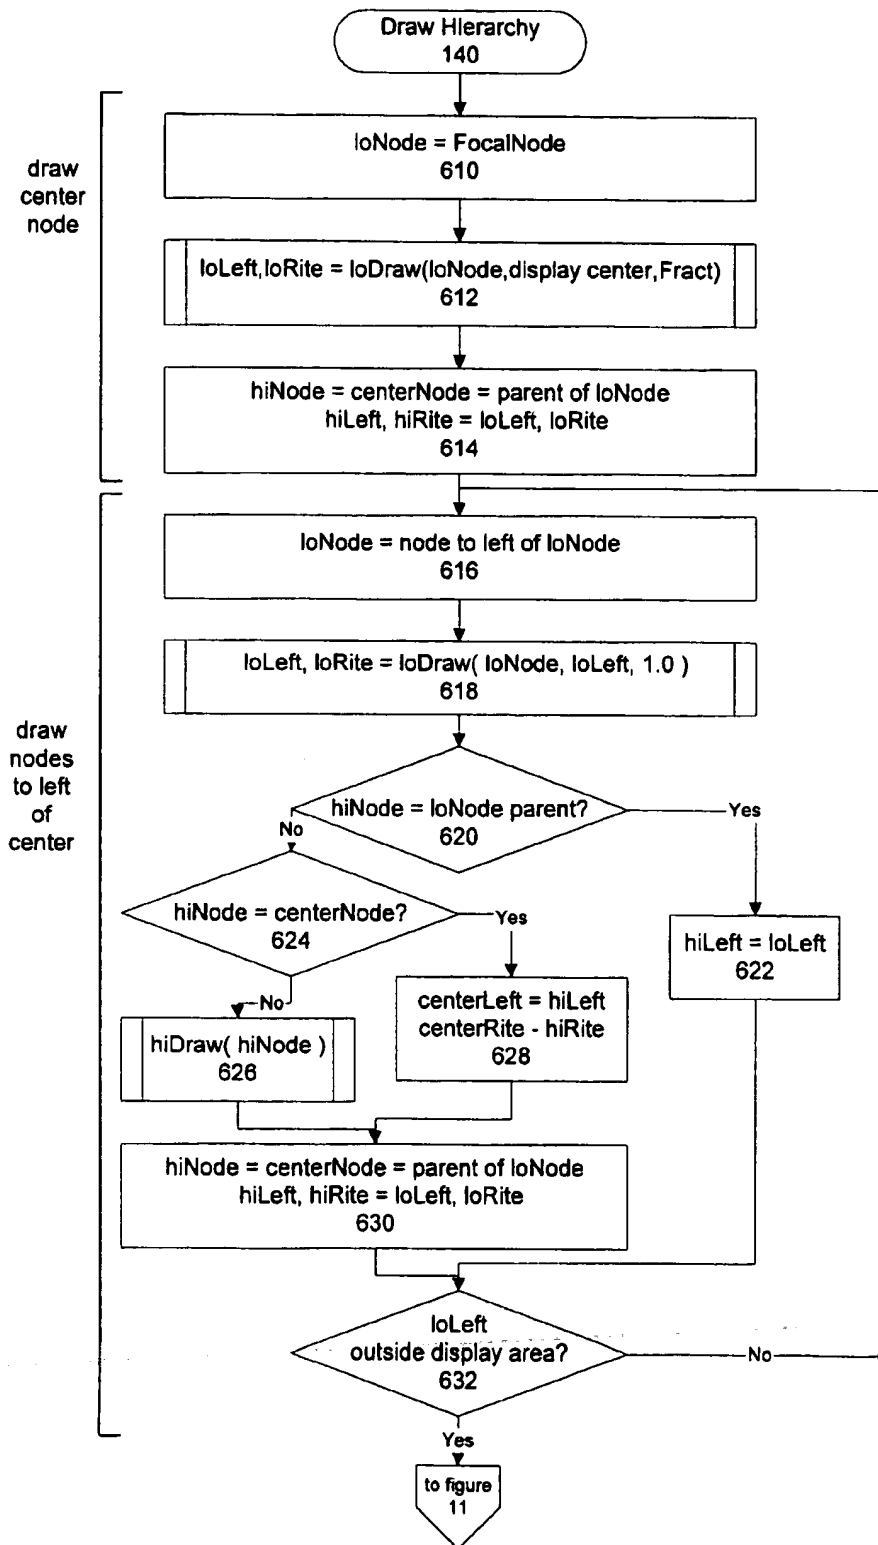 Draw Hierarchy
140
draw
center
node
loNode = FocalNode
610
loLeft,loRite = loDraw(loNode,display center,Fract)
612
hiNode = centerNode = parent of loNode
hiLeft, hiRite = loLeft, loRite
614
draw
nodes
to left
of
center
loNode = node to left of loNode
616
loLeft, loRite = loDraw( loNode, loLeft, 1.0 )
618
hiNode = loNode parent?
620
No
Yes
hiNode = centerNode?
624
Yes
No
hiLeft = loLeft
622
centerLeft = hiLeft
centerRite - hiRite
628
hiDraw( hiNode )
626
hiNode = centerNode = parent of loNode
hiLeft, hiRite = loLeft, loRite
630
loLeft
outside display area?
632
No
Yes
to figure
11